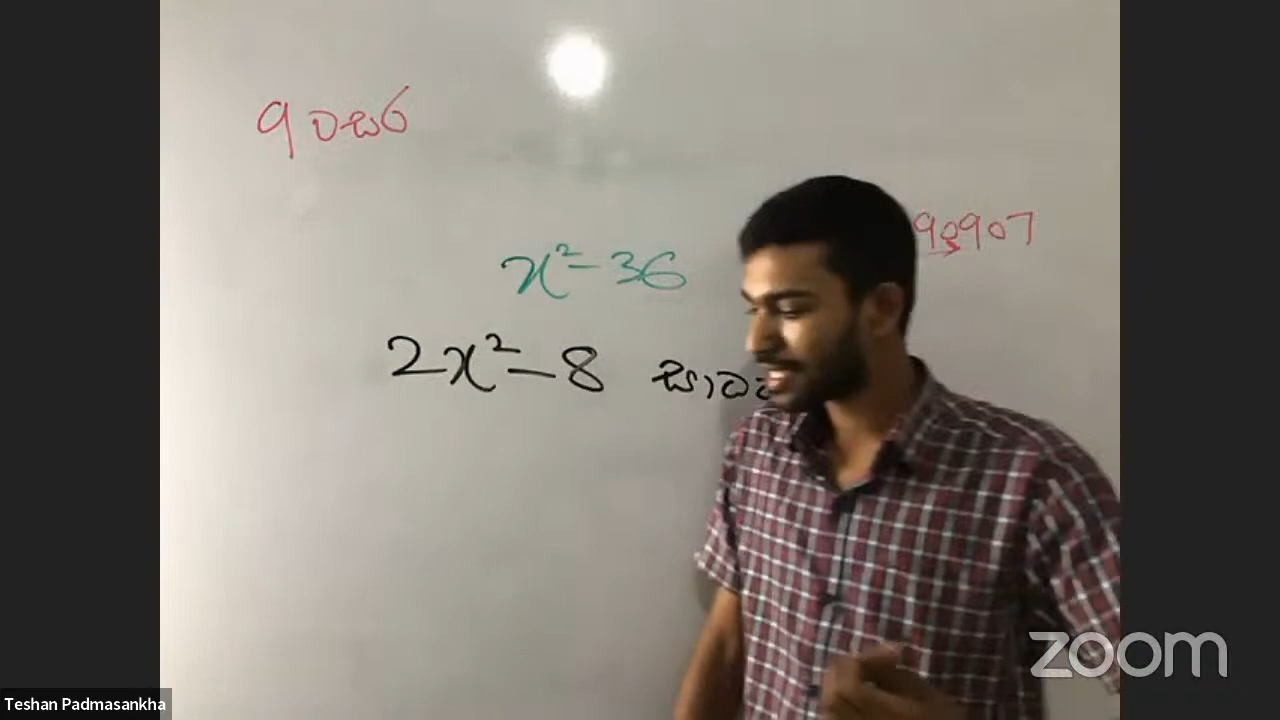 9 වසර
x² - 36
2x² - 8
zoom
Teshan Padmasankha